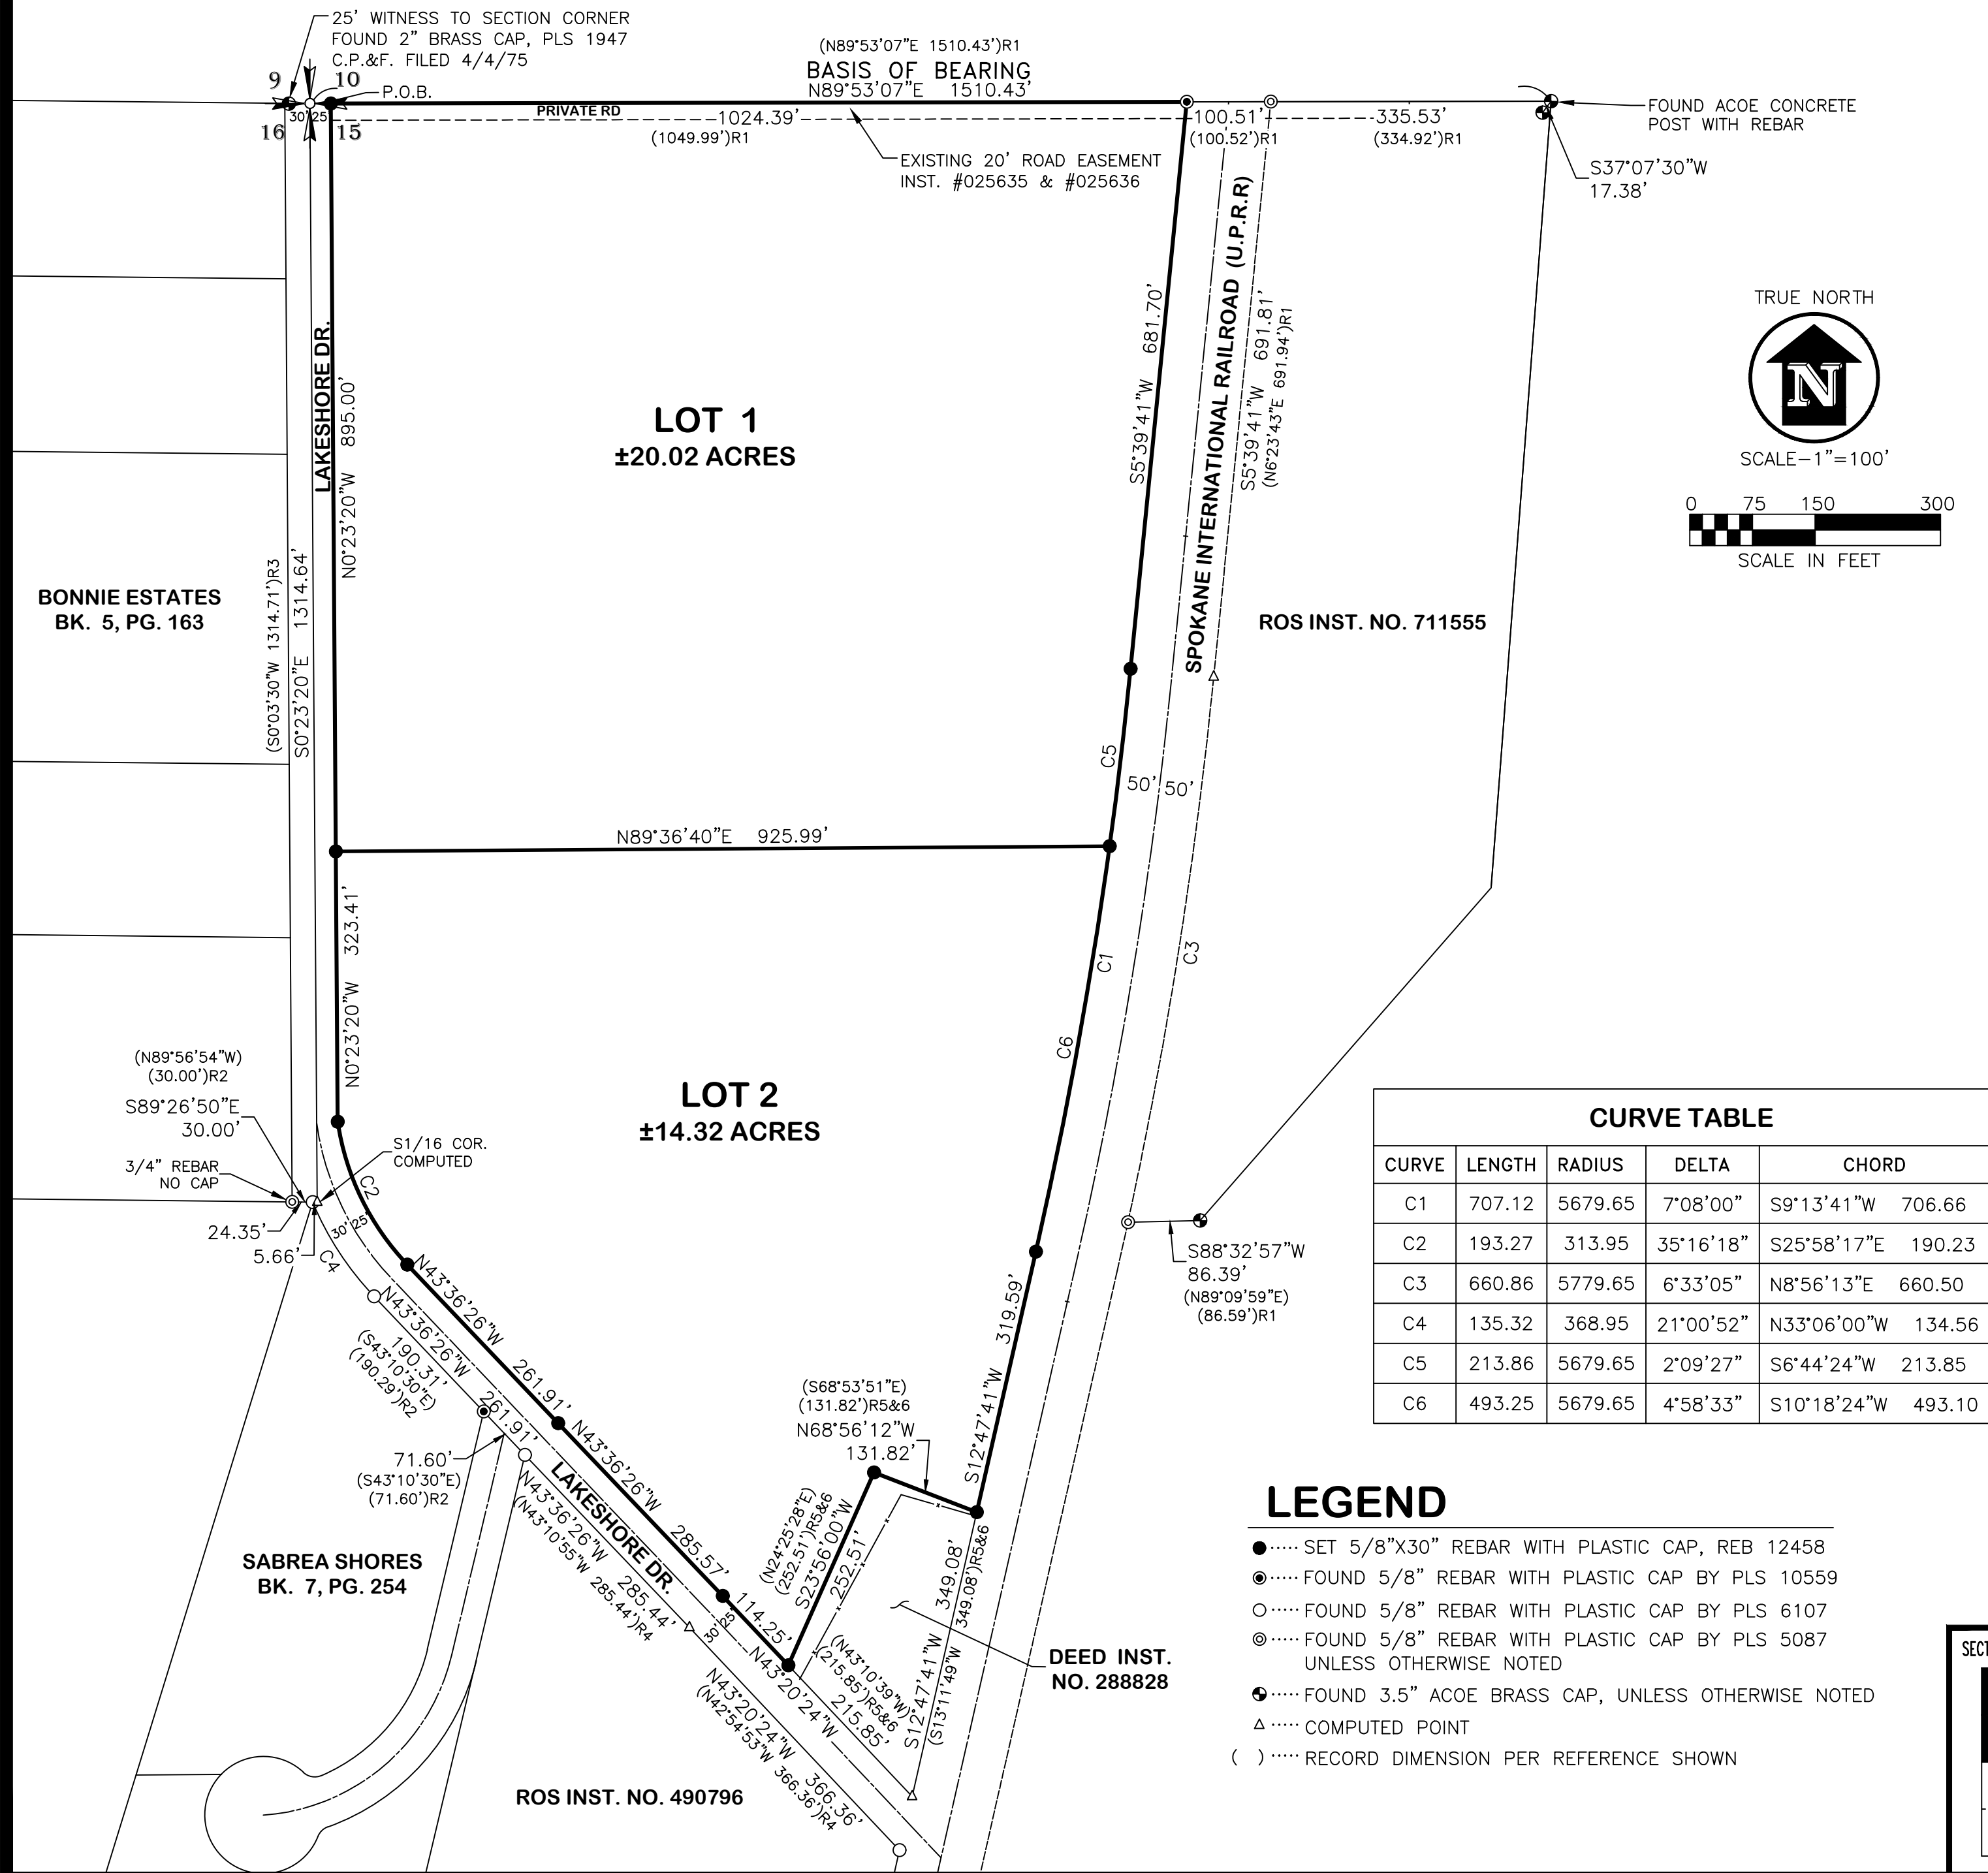 25' WITNESS TO SECTION CORNER
FOUND 2" BRASS CAP, PLS 1947
C.P.&F. FILED 4/4/75
9
10
16
15
30'
25'
P.O.B.
(N89°53'07"E 1510.43')R1
BASIS OF BEARING
N89°53'07"E 1510.43'
PRIVATE RD
1024.39'
(1049.99')R1
100.51'
(100.52')R1
335.53'
(334.92')R1
EXISTING 20' ROAD EASEMENT
INST. #025635 & #025636
FOUND ACOE CONCRETE
POST WITH REBAR
S37°07'30"W
17.38'
TRUE NORTH
N
SCALE-1"=100'
0 75 150 300
SCALE IN FEET
LOT 1
±20.02 ACRES
LAKESHORE DR.
N0°23'20"W 895.00'
(S0°03'30"W 1314.71')R3
S0°23'20"E 1314.64'
S5°39'41"W 681.70'
SPOKANE INTERNATIONAL RAILROAD (U.P.R.R)
S5°39'41"W 691.81'
(N6°23'43"E 691.94')R1
BONNIE ESTATES
BK. 5, PG. 163
ROS INST. NO. 711555
C5
50' 50'
N89°36'40"E 925.99'
N0°23'20"W 323.41'
C1
C3
C6
LOT 2
±14.32 ACRES
(N89°56'54"W)
(30.00')R2
S89°26'50"E
30.00'
3/4" REBAR
NO CAP
S1/16 COR.
COMPUTED
24.35'
5.66'
C2
C4
30' 25'
S88°32'57"W
86.39'
(N89°09'59"E)
(86.59')R1
N43°36'26"W 261.91'
N43°36'26"W 261.91'
190.31'
(S43°10'30"E)
(190.29')R2
71.60'
(S43°10'30"E)
(71.60')R2
N43°36'26"W 285.57'
LAKESHORE DR.
N43°36'26"W 285.44'
(N43°10'55"W 285.44')R4
30' 25'
114.25'
N43°20'24"W
N43°20'24"W 366.36'
(N42°54'53"W 366.36')R4
(S68°53'51"E)
(131.82')R5&6
N68°56'12"W
131.82'
S12°47'41"W 319.59'
(N24°25'28"E)
(252.51')R5&6
S23°56'00"W
252.51'
(N43°10'39"W)
(215.85')R5&6
215.85'
S12°47'41"W 349.08'
(S13°11'49"W 349.08')R5&6
DEED INST.
NO. 288828
SABREA SHORES
BK. 7, PG. 254
ROS INST. NO. 490796
CURVE TABLE
CURVE LENGTH RADIUS DELTA CHORD
C1 707.12 5679.65 7°08'00" S9°13'41"W 706.66
C2 193.27 313.95 35°16'18" S25°58'17"E 190.23
C3 660.86 5779.65 6°33'05" N8°56'13"E 660.50
C4 135.32 368.95 21°00'52" N33°06'00"W 134.56
C5 213.86 5679.65 2°09'27" S6°44'24"W 213.85
C6 493.25 5679.65 4°58'33" S10°18'24"W 493.10
LEGEND
SET 5/8"X30" REBAR WITH PLASTIC CAP, REB 12458
FOUND 5/8" REBAR WITH PLASTIC CAP BY PLS 10559
FOUND 5/8" REBAR WITH PLASTIC CAP BY PLS 6107
FOUND 5/8" REBAR WITH PLASTIC CAP BY PLS 5087
UNLESS OTHERWISE NOTED
FOUND 3.5" ACOE BRASS CAP, UNLESS OTHERWISE NOTED
COMPUTED POINT
( ) RECORD DIMENSION PER REFERENCE SHOWN